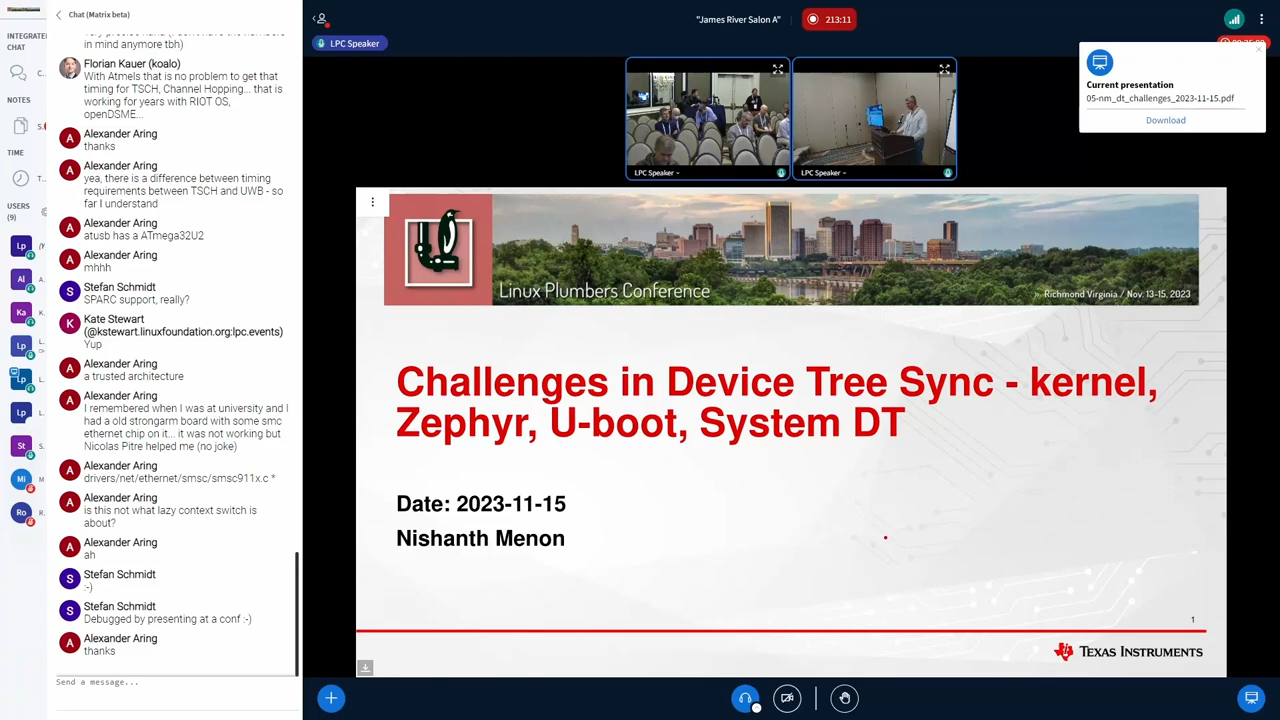 Chat (Matrix beta)
INTEGRATE
CHAT
C.
NOTES
S.
TIME
T...
USERS
(9)
in mind anymore tbh)
Florian Kauer (koalo)
With Atmels that is no problem to get that
timing for TSCH, Channel Hopping... that is
working for years with RIOT OS,
openDSME...
Alexander Aring
thanks
Alexander Aring
yea, there is a difference between timing
requirements between TSCH and UWB - so
far I understand
Alexander Aring
atusb has a ATmega32U2
Alexander Aring
mhhh
Stefan Schmidt
SPARC support, really?
Kate Stewart
(@kstewart.linuxfoundation.org:lpc.events)
Yup
Alexander Aring
a trusted architecture
Alexander Aring
I remembered when I was at university and I
had a old strongarm board with some smc
ethernet chip on it... it was not working but
Nicolas Pitre helped me (no joke)
Alexander Aring
drivers/net/ethernet/smsc/smsc911x.c *
Alexander Aring
is this not what lazy context switch is
about?
Alexander Aring
ah
Stefan Schmidt
:-)
Stefan Schmidt
Debugged by presenting at a conf :-)
Alexander Aring
thanks
Send a message...
"James River Salon A"
213:11
LPC Speaker
LPC Speaker
LPC Speaker
Current presentation
05-nm_dt_challenges_2023-11-15.pdf
Download
Linux Plumbers Conference
» Richmond Virginia / Nov. 13-15, 2023
Challenges in Device Tree Sync - kernel,
Zephyr, U-boot, System DT
Date: 2023-11-15
Nishanth Menon
1
TEXAS INSTRUMENTS